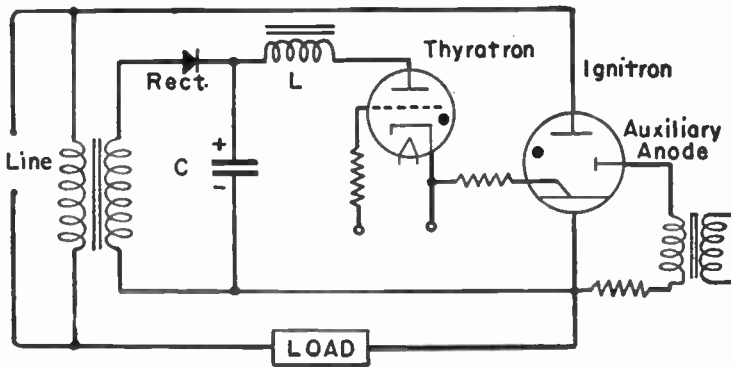 Thyratron
Ignitron
Rect.
L
Auxiliary
Anode
Line
+
C
-
LOAD